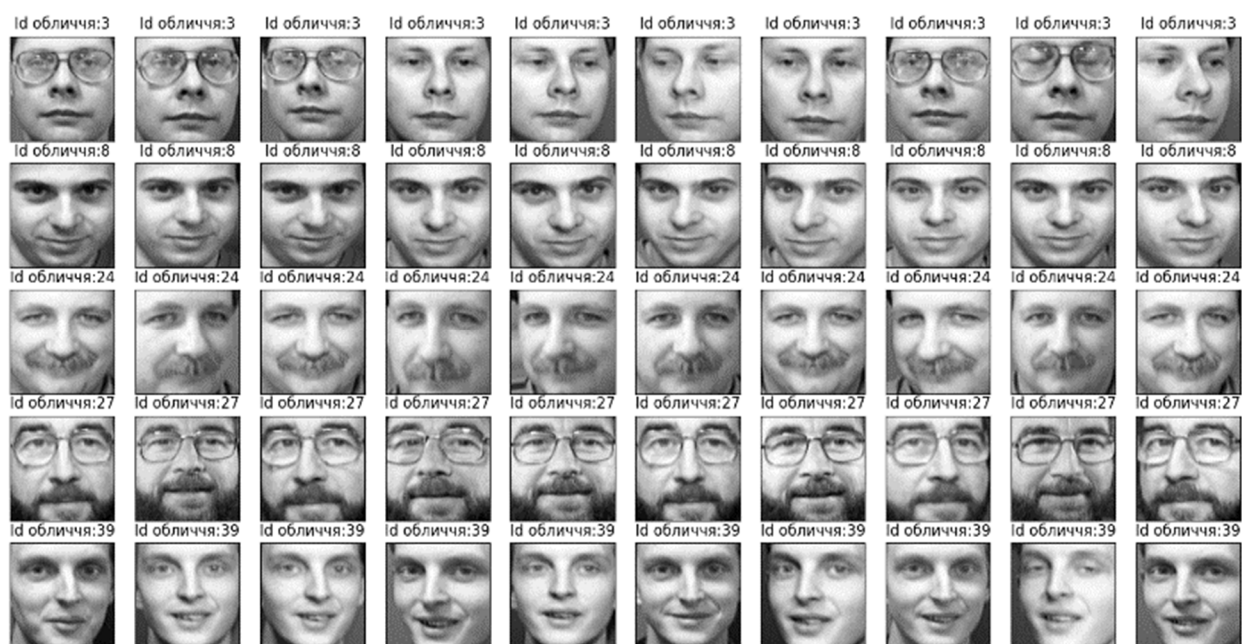 Id обличчя:3 Id обличчя:3 Id обличчя:3 Id обличчя:3 Id обличчя:3 Id обличчя:3 Id обличчя:3 Id обличчя:3 Id обличчя:3 Id обличчя:3
Id обличчя:8 Id обличчя:8 Id обличчя:8 Id обличчя:8 Id обличчя:8 Id обличчя:8 Id обличчя:8 Id обличчя:8 Id обличчя:8 Id обличчя:8
Id обличчя:24 Id обличчя:24 Id обличчя:24 Id обличчя:24 Id обличчя:24 Id обличчя:24 Id обличчя:24 Id обличчя:24 Id обличчя:24 Id обличчя:24
Id обличчя:27 Id обличчя:27 Id обличчя:27 Id обличчя:27 Id обличчя:27 Id обличчя:27 Id обличчя:27 Id обличчя:27 Id обличчя:27 Id обличчя:27
Id обличчя:39 Id обличчя:39 Id обличчя:39 Id обличчя:39 Id обличчя:39 Id обличчя:39 Id обличчя:39 Id обличчя:39 Id обличчя:39 Id обличчя:39